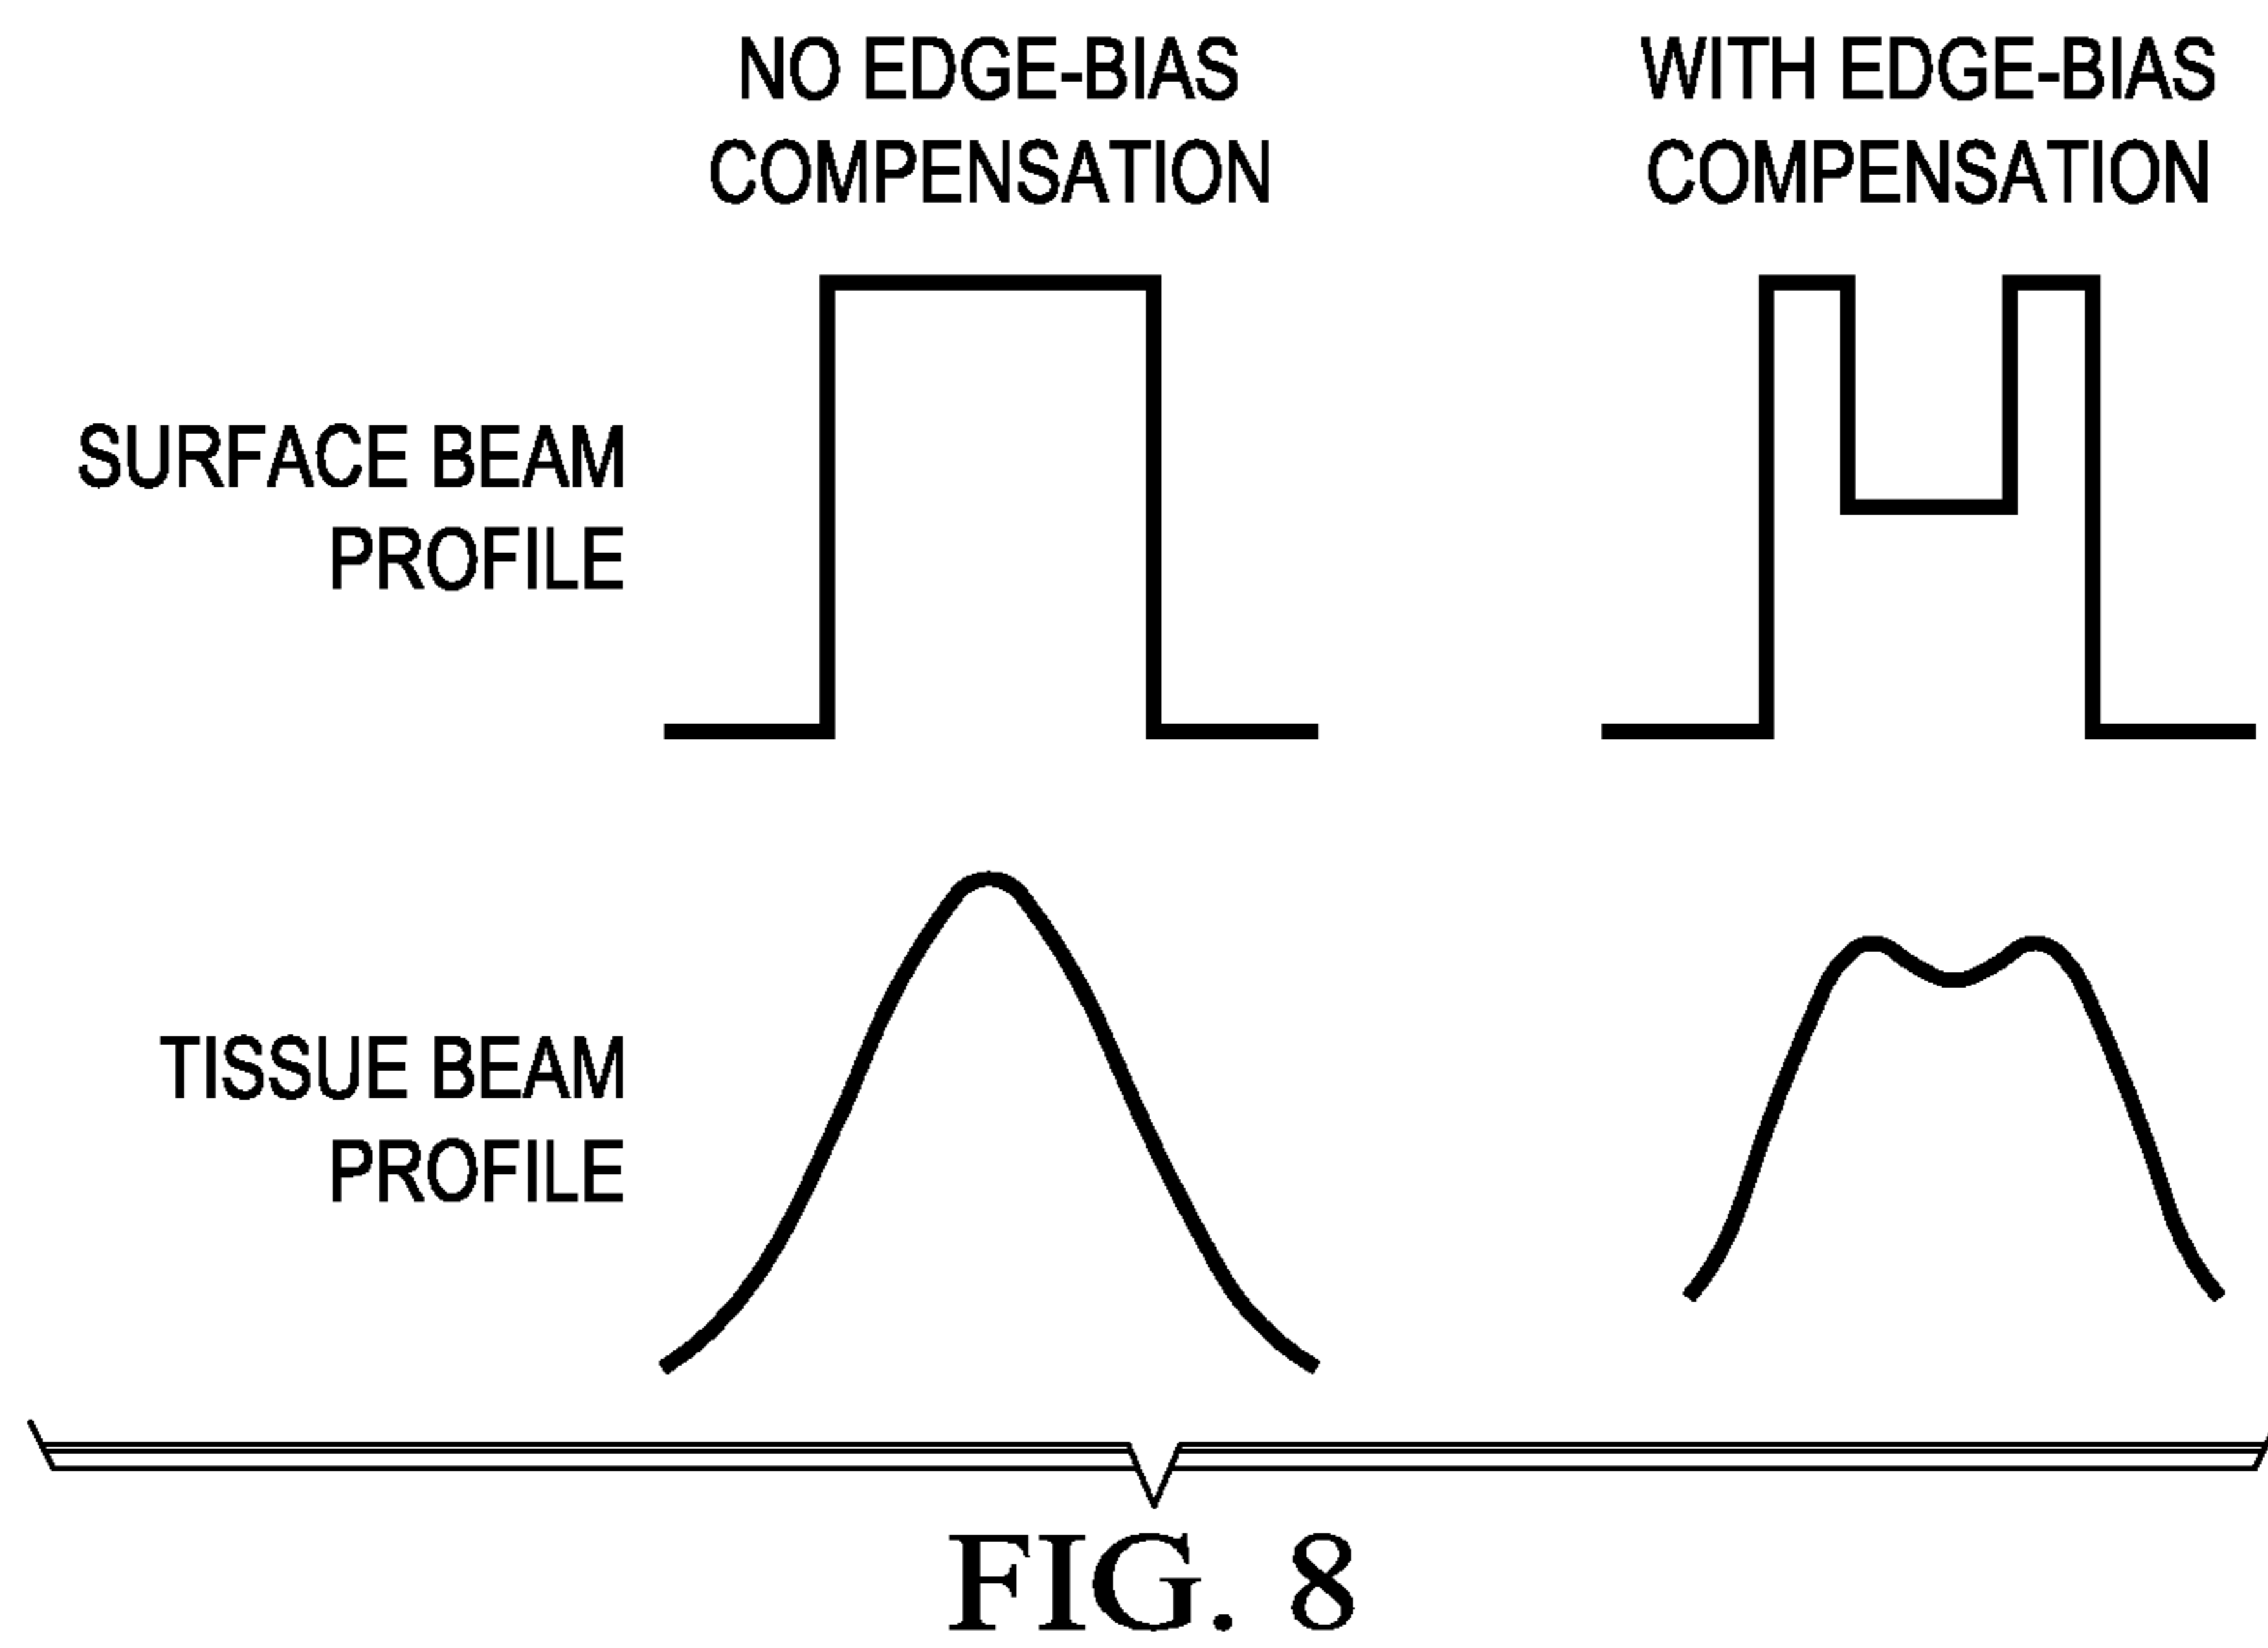 NO EDGE-BIAS
COMPENSATION
WITH EDGE-BIAS
COMPENSATION
SURFACE BEAM
PROFILE
TISSUE BEAM
PROFILE
FIG. 8